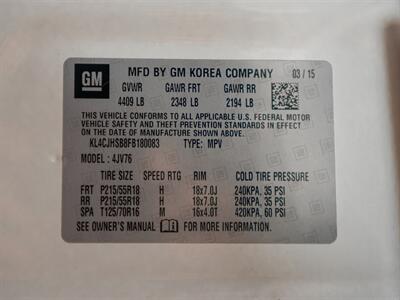 GM
MFD BY GM KOREA COMPANY 03 / 15
GVWR GAWR FRT GAWR RR
4409 LB 2348 LB 2194 LB
THIS VEHICLE CONFORMS TO ALL APPLICABLE U.S. FEDERAL MOTOR
VEHICLE SAFETY, BUMPER, AND THEFT PREVENTION STANDARDS IN
EFFECT ON THE DATE OF MANUFACTURE SHOWN ABOVE.
KL4CJHSB8FB180083 TYPE: MPV
MODEL: 4JV76
TIRE SIZE SPEED RTG RIM COLD TIRE PRESSURE
FRT P215/55R18 H 18x7.0J 240KPA, 35 PSI
RR P215/55R18 H 18x7.0J 240KPA, 35 PSI
SPA T125/70R16 M 16x4.0T 420KPA, 60 PSI
SEE OWNER'S MANUAL FOR MORE INFORMATION.